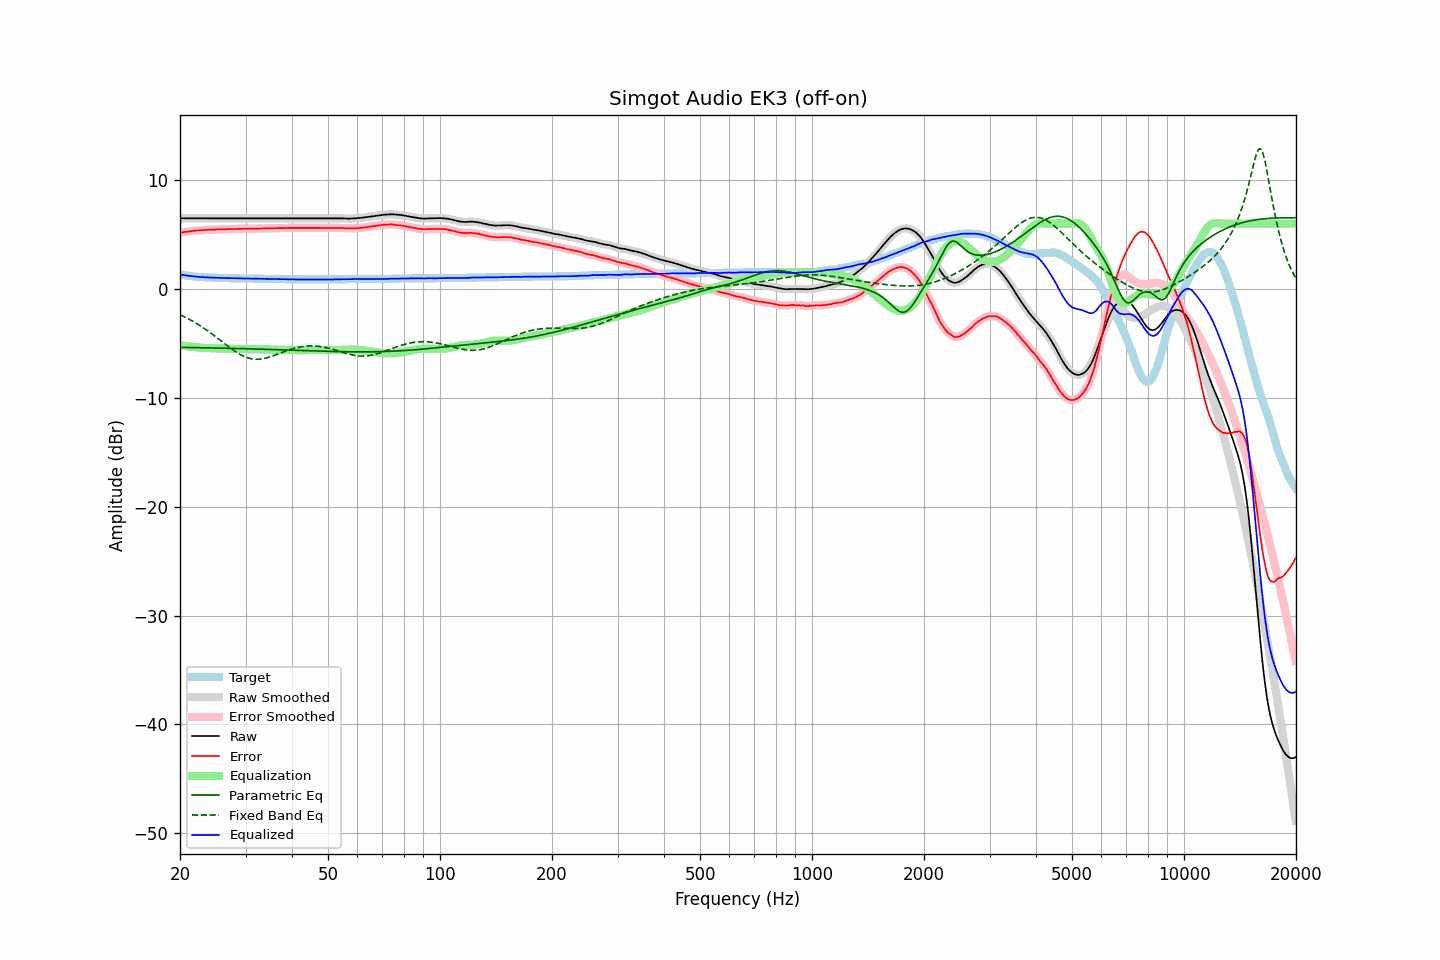 Simgot Audio EK3 (off-on)
Amplitude (dBr)
10
0
−10
−20
−30
−40
−50
Target
Raw Smoothed
Error Smoothed
Raw
Error
Equalization
Parametric Eq
Fixed Band Eq
Equalized
20 50 100 200 500 1000 2000 5000 10000 20000
Frequency (Hz)